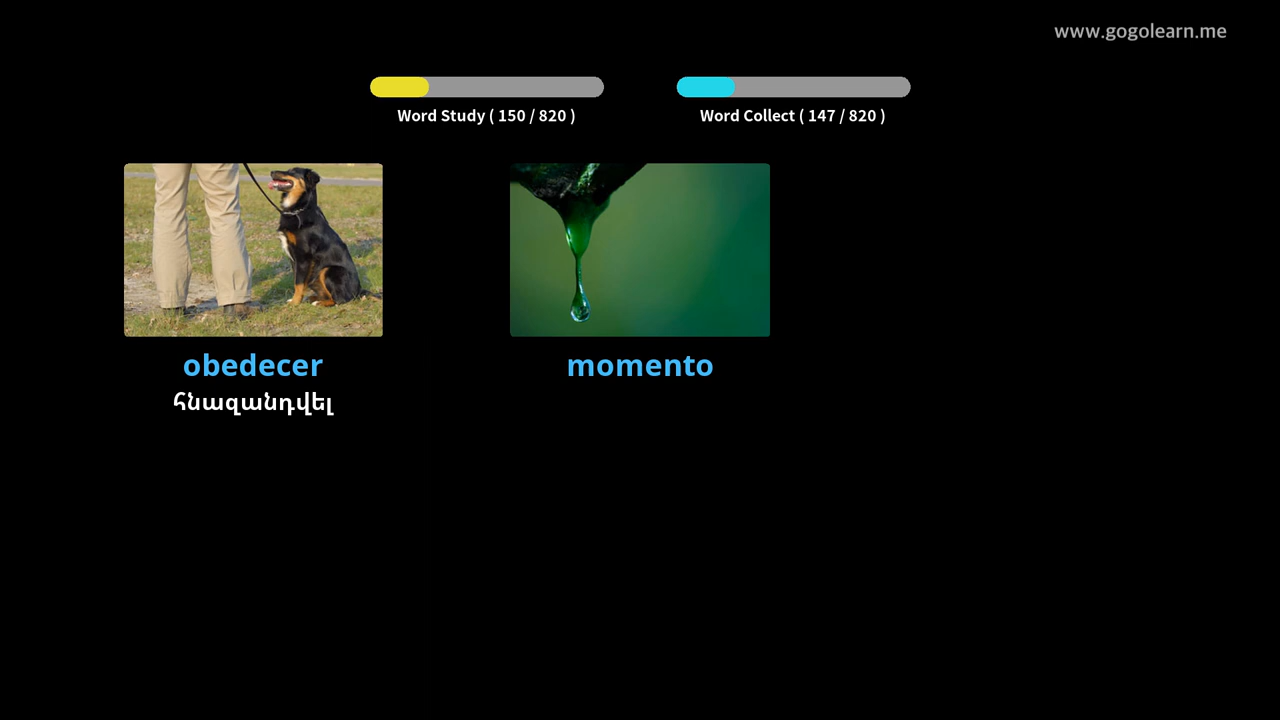 www.gogolearn.me
Word Study ( 150 / 820 )
Word Collect ( 147 / 820 )
obedecer
հնազանդվել
momento